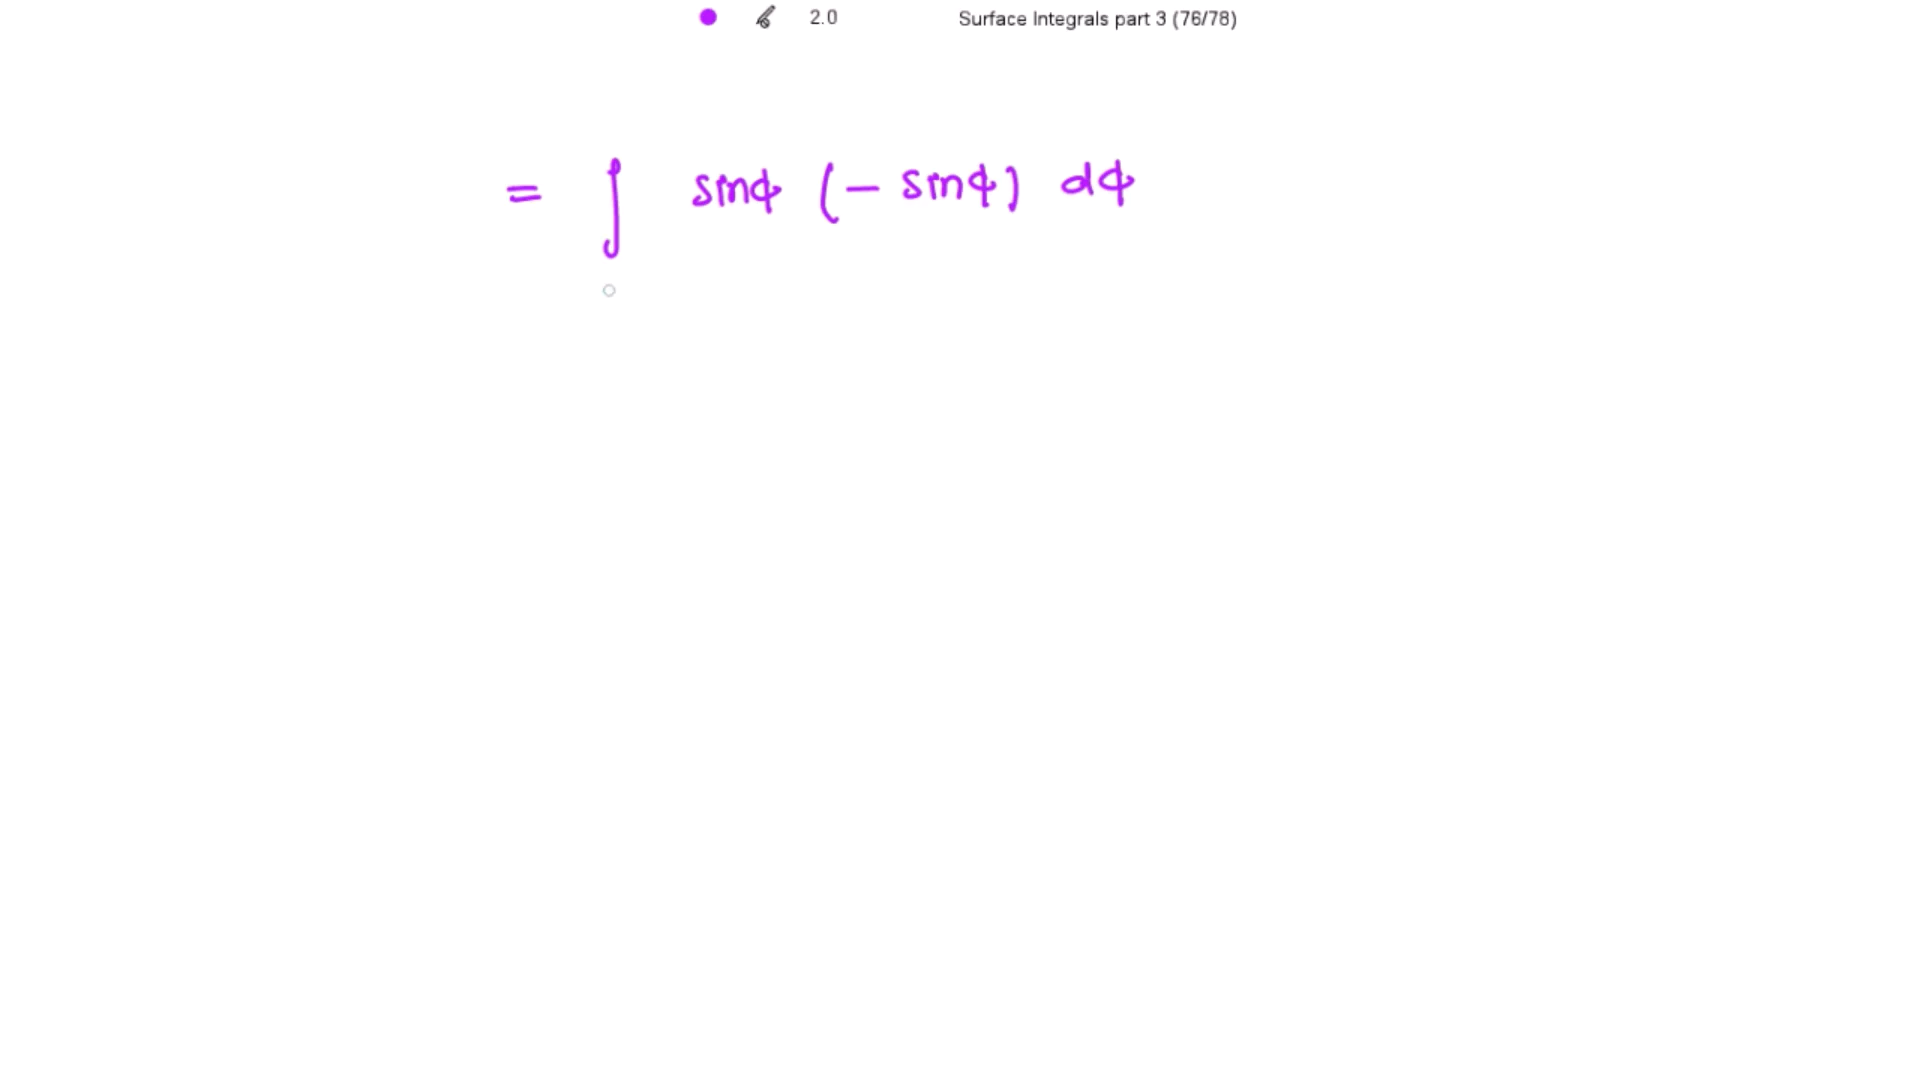 2.0 Surface Integrals part 3 (76/78)
= ∫ sinϕ (- sinϕ) dϕ